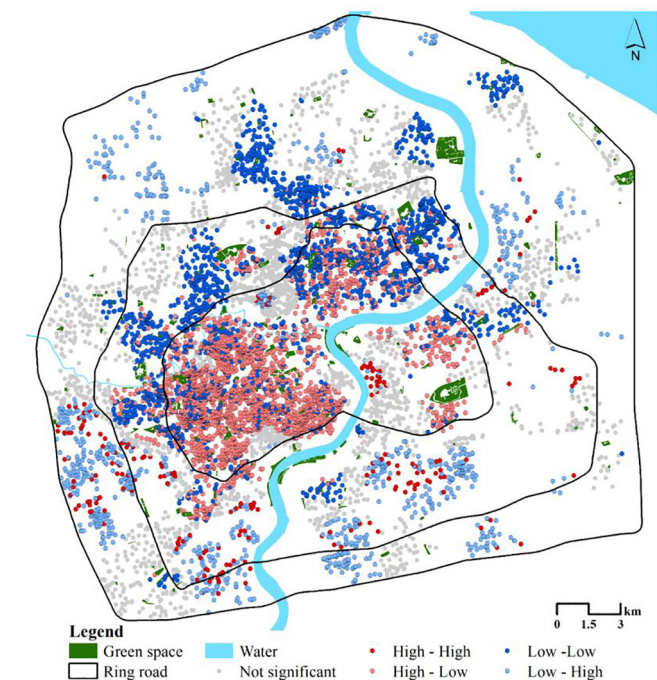 N
km
0 1.5 3
Legend
Green space Water High - High Low -Low
Ring road Not significant High - Low Low - High